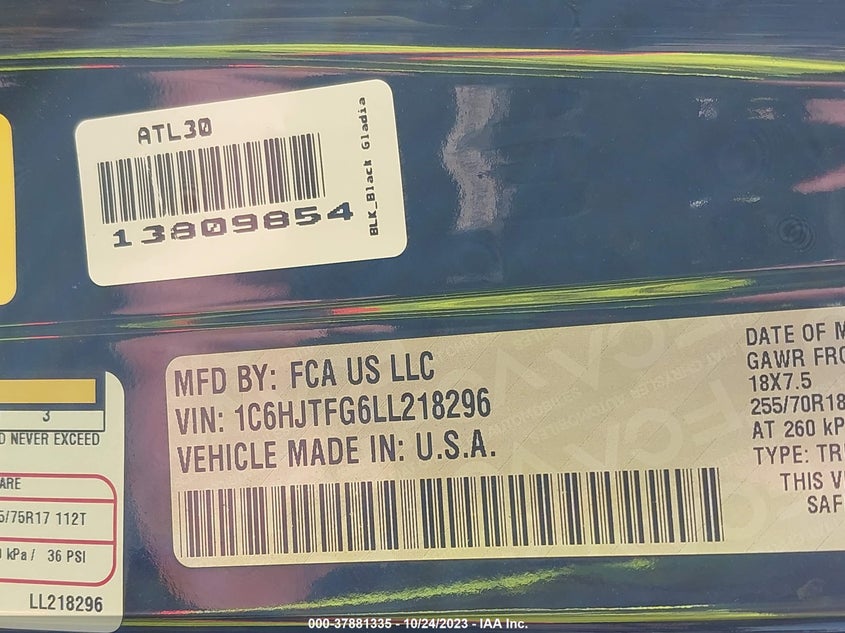 ATL30
13809854
BLK_Black Gladia
MFD BY: FCA US LLC
VIN: 1C6HJTFG6LL218296
VEHICLE MADE IN: U.S.A.
DATE OF M
GAWR FRO
18X7.5
255/70R18
AT 260 kP
TYPE: TR
THIS V
SAF
3
D NEVER EXCEED
ARE
5/75R17 112T
kPa / 36 PSI
LL218296
000-37881335 - 10/24/2023 - IAA Inc.